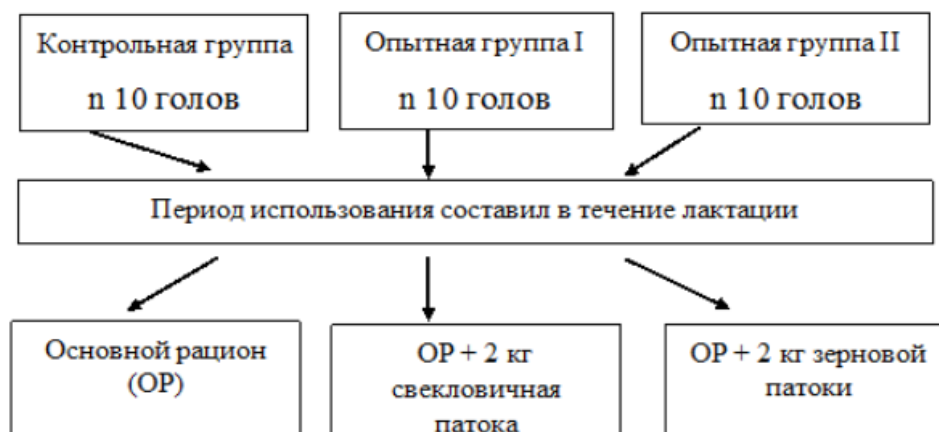 Контрольная группа
n 10 голов
Опытная группа I
n 10 голов
Опытная группа II
n 10 голов
Период использования составил в течение лактации
Основной рацион
(ОР)
ОР + 2 кг
свекловичная
патока
ОР + 2 кг зерновой
патоки